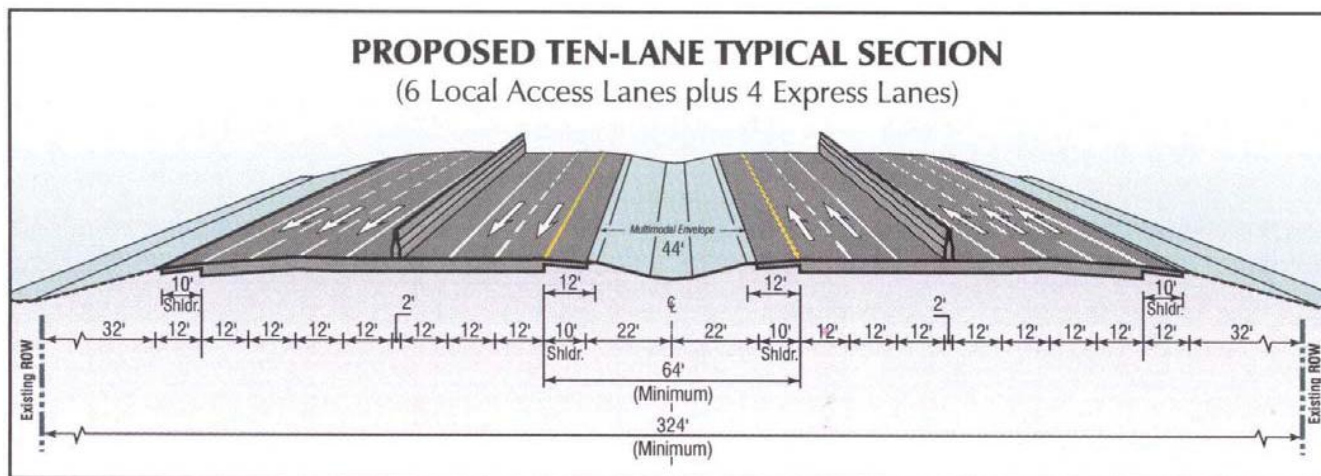 PROPOSED TEN-LANE TYPICAL SECTION
(6 Local Access Lanes plus 4 Express Lanes)
Multimodal Envelope
44'
10'
Shldr.
12'
℄
12'
10'
Shldr.
2'
2'
32' 12' 12' 12' 12' 12' 12' 12' 12' 10' 22' 22' 10' 12' 12' 12' 12' 12' 12' 12' 12' 32'
Shldr. Shldr.
64'
(Minimum)
324'
(Minimum)
Existing ROW
Existing ROW